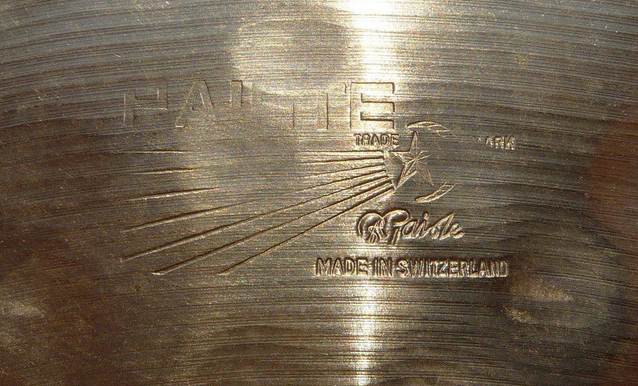 PAISTE
TRADE MARK
R Paiste
MADE IN SWITZERLAND